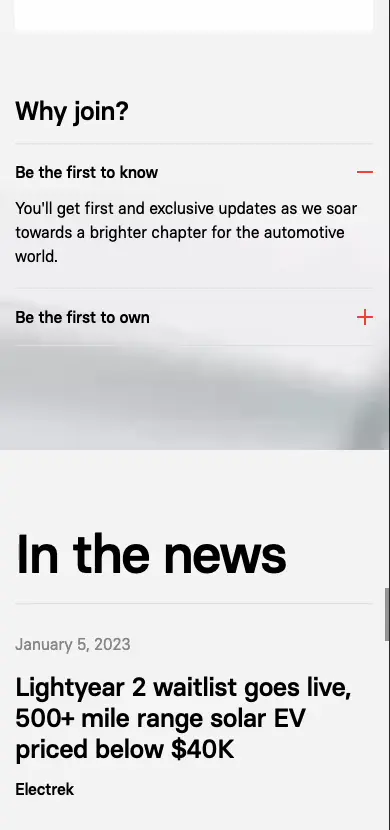 Why join?
Be the first to know
You'll get first and exclusive updates as we soar
towards a brighter chapter for the automotive
world.
Be the first to own
In the news
January 5, 2023
Lightyear 2 waitlist goes live,
500+ mile range solar EV
priced below $40K
Electrek